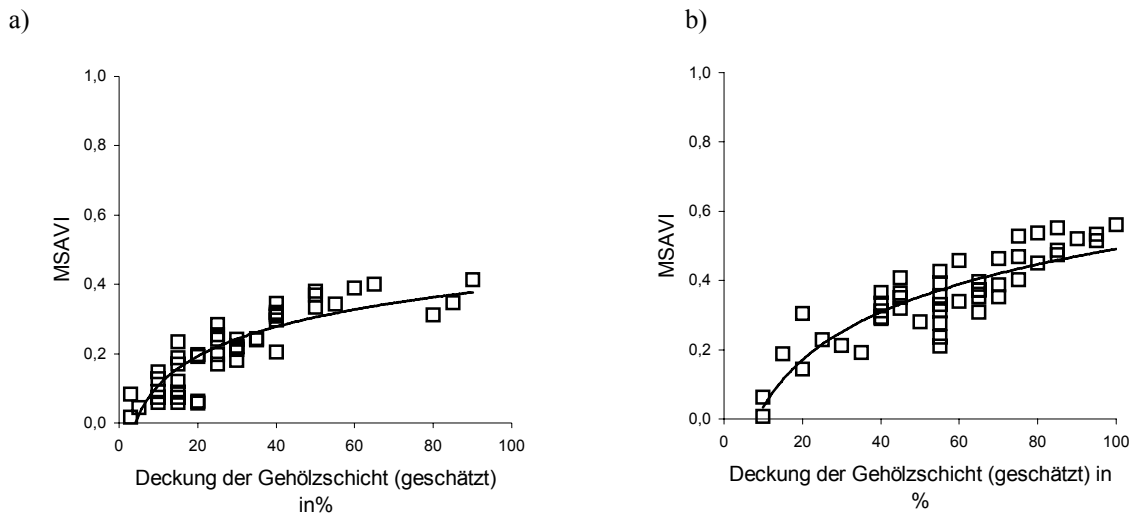 a)
1,0
0,8
0,6
0,4
0,2
0,0
MSAVI
0 20 40 60 80 100
Deckung der Gehölzschicht (geschätzt)
in%
b)
1,0
0,8
0,6
0,4
0,2
0,0
MSAVI
0 20 40 60 80 100
Deckung der Gehölzschicht (geschätzt) in
%